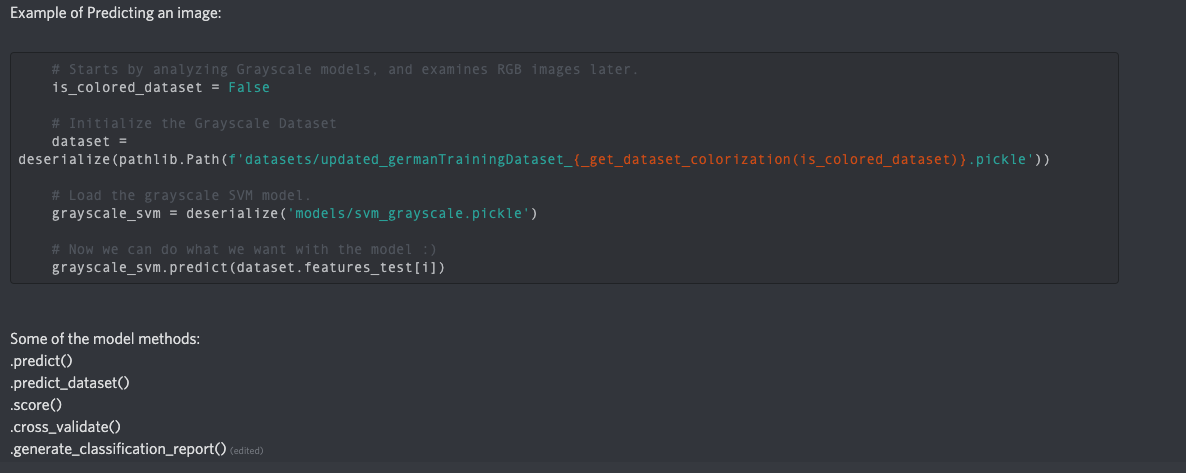 Example of Predicting an image:
# Starts by analyzing Grayscale models, and examines RGB images later.
is_colored_dataset = False
# Initialize the Grayscale Dataset
dataset =
deserialize(pathlib.Path(f'datasets/updated_germanTrainingDataset_{_get_dataset_colorization(is_colored_dataset)}.pickle'))
# Load the grayscale SVM model.
grayscale_svm = deserialize('models/svm_grayscale.pickle')
# Now we can do what we want with the model :)
grayscale_svm.predict(dataset.features_test[i])
Some of the model methods:
.predict()
.predict_dataset()
.score()
.cross_validate()
.generate_classification_report() (edited)